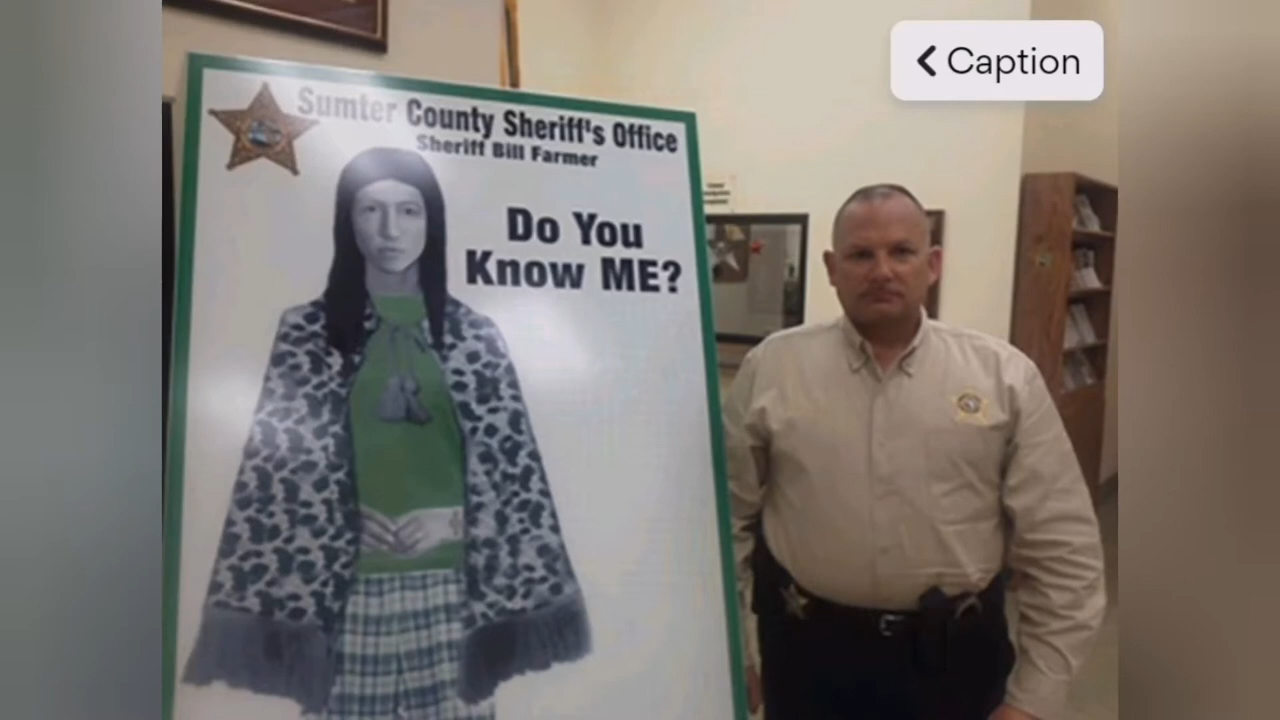 Caption
Sumter County Sheriff's Office
Sheriff Bill Farmer
Do You
Know ME?